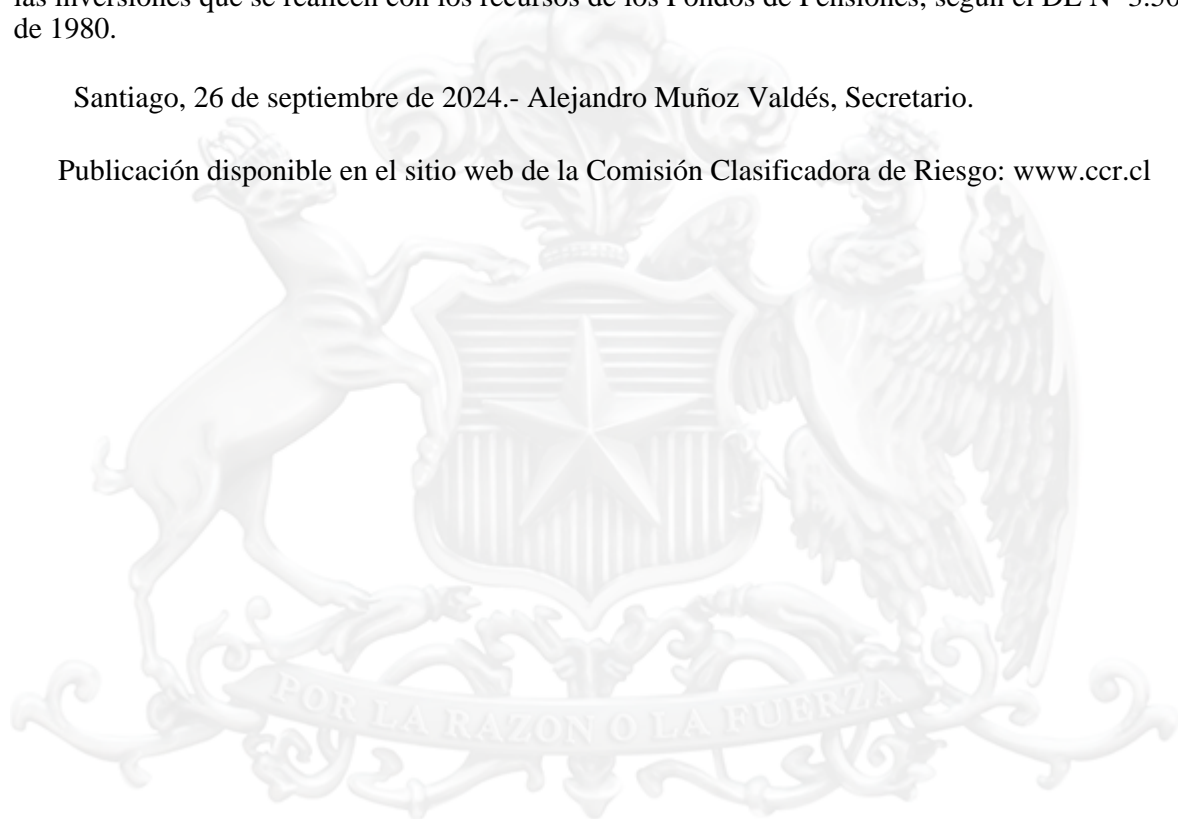 las inversiones que se realicen con los recursos de los Fondos de Pensiones, según el
de 1980.
Santiago, 26 de septiembre de 2024.- Alejandro Muñoz Valdés, Secretario.
Publicación disponible en el sitio web de la Comisión Clasificadora de Riesgo: www.ccr.cl
POR LA RAZON O LA FUERZA